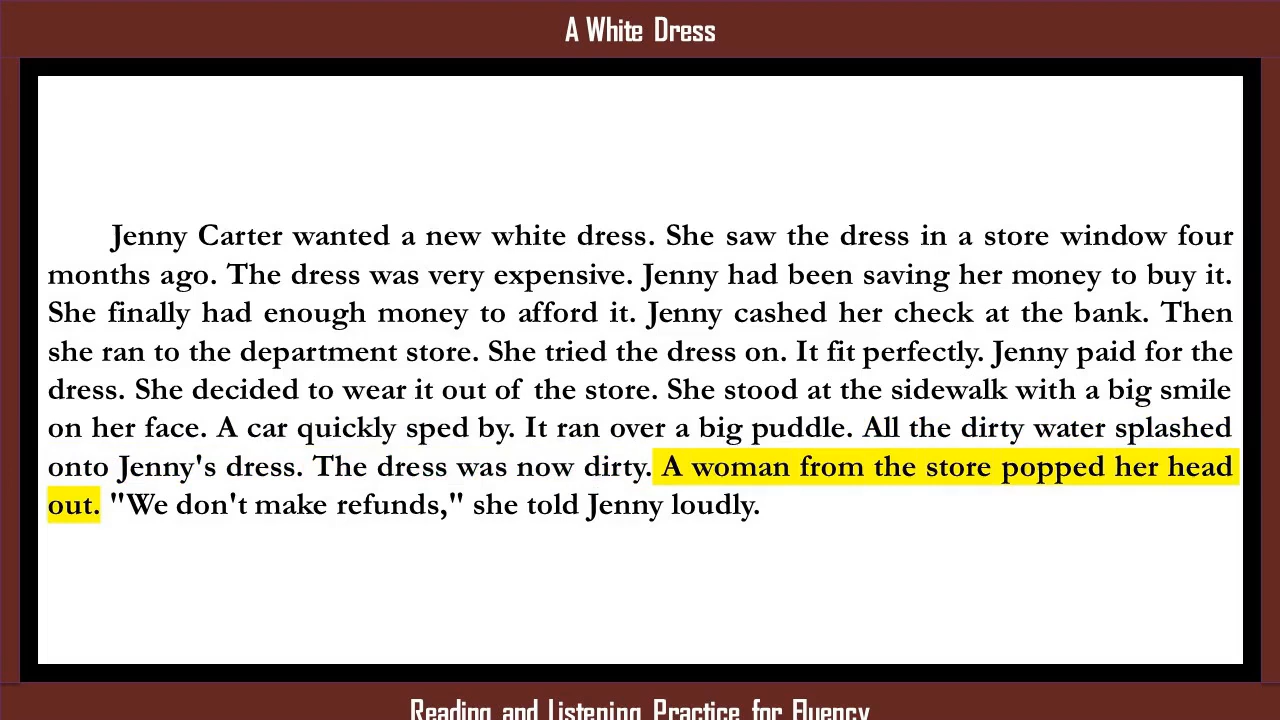 A White Dress
Jenny Carter wanted a new white dress. She saw the dress in a store window four
months ago. The dress was very expensive. Jenny had been saving her money to buy it.
She finally had enough money to afford it. Jenny cashed her check at the bank. Then
she ran to the department store. She tried the dress on. It fit perfectly. Jenny paid for the
dress. She decided to wear it out of the store. She stood at the sidewalk with a big smile
on her face. A car quickly sped by. It ran over a big puddle. All the dirty water splashed
onto Jenny's dress. The dress was now dirty. A woman from the store popped her head
out. "We don't make refunds," she told Jenny loudly.
Reading and Listening Practice for Fluency